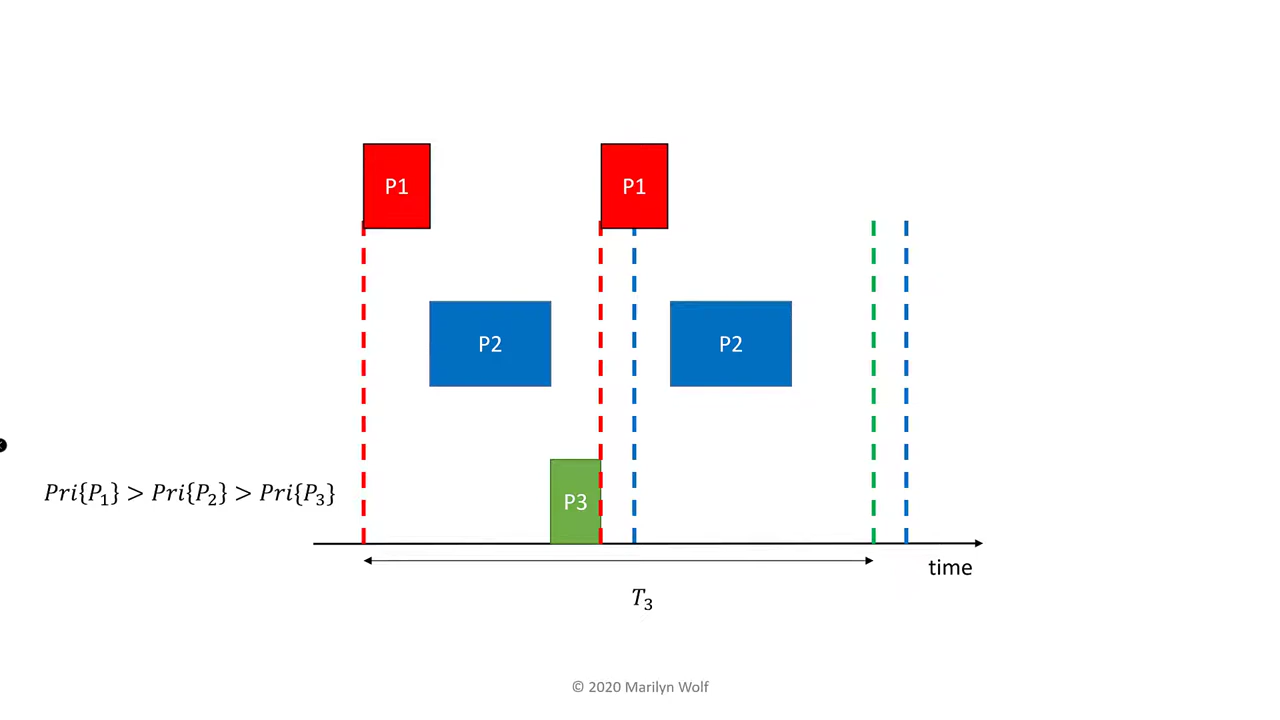 P1
P1
P2
P2
Pri{P₁} > Pri{P₂} > Pri{P₃}
P3
time
T₃
© 2020 Marilyn Wolf